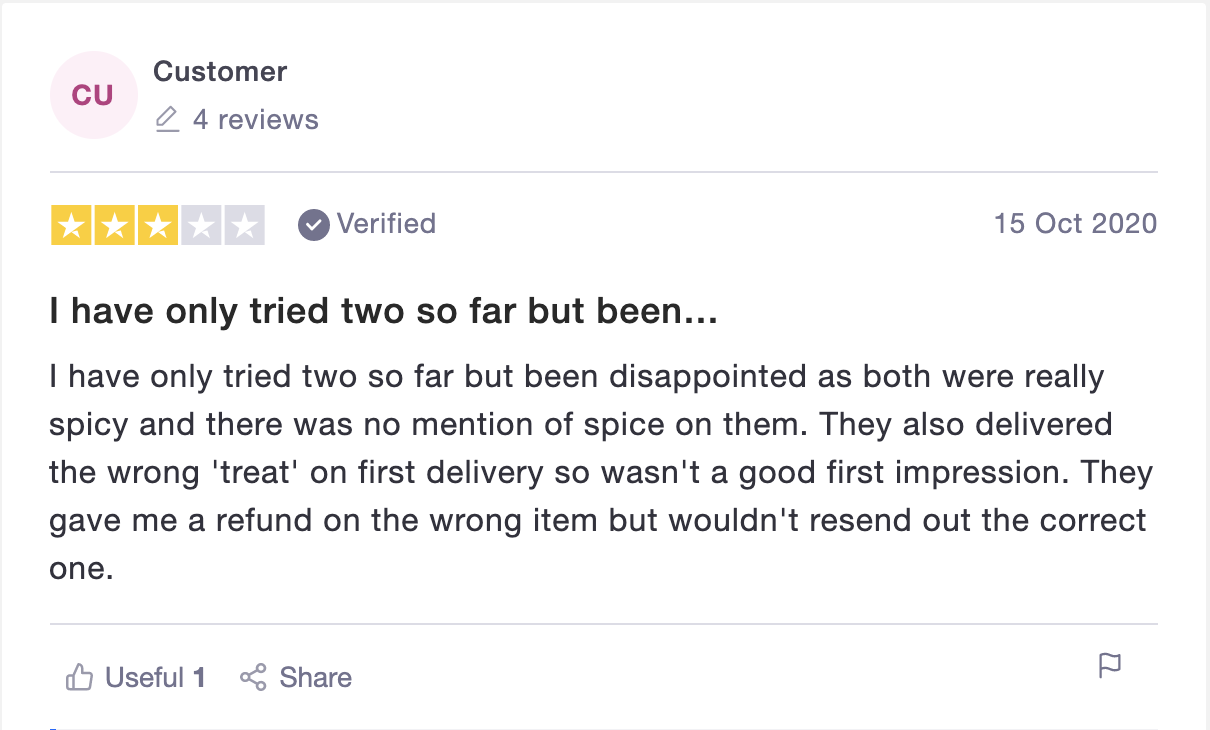 CU
Customer
4 reviews
Verified
15 Oct 2020
I have only tried two so far but been...
I have only tried two so far but been disappointed as both were really
spicy and there was no mention of spice on them. They also delivered
the wrong 'treat' on first delivery so wasn't a good first impression. They
gave me a refund on the wrong item but wouldn't resend out the correct
one.
Useful 1 Share